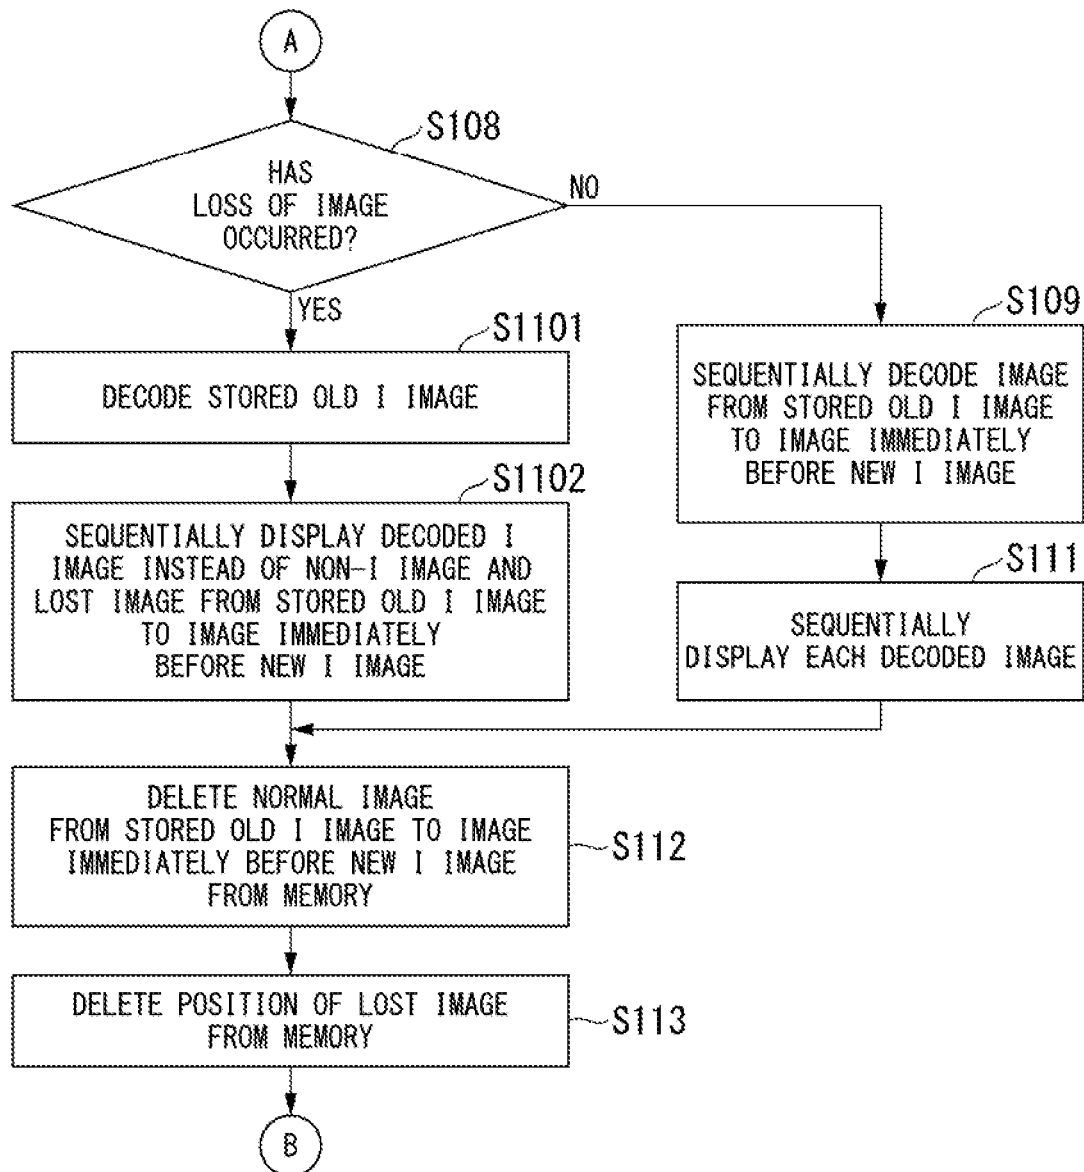 A
S108
HAS
LOSS OF IMAGE
OCCURRED?
NO
YES
S1101
DECODE STORED OLD I IMAGE
S109
SEQUENTIALLY DECODE IMAGE
FROM STORED OLD I IMAGE
TO IMAGE IMMEDIATELY
BEFORE NEW I IMAGE
S1102
SEQUENTIALLY DISPLAY DECODED I
IMAGE INSTEAD OF NON-I IMAGE AND
LOST IMAGE FROM STORED OLD I IMAGE
TO IMAGE IMMEDIATELY
BEFORE NEW I IMAGE
S111
SEQUENTIALLY
DISPLAY EACH DECODED IMAGE
DELETE NORMAL IMAGE
FROM STORED OLD I IMAGE TO IMAGE
IMMEDIATELY BEFORE NEW I IMAGE
FROM MEMORY
S112
DELETE POSITION OF LOST IMAGE
FROM MEMORY
S113
B